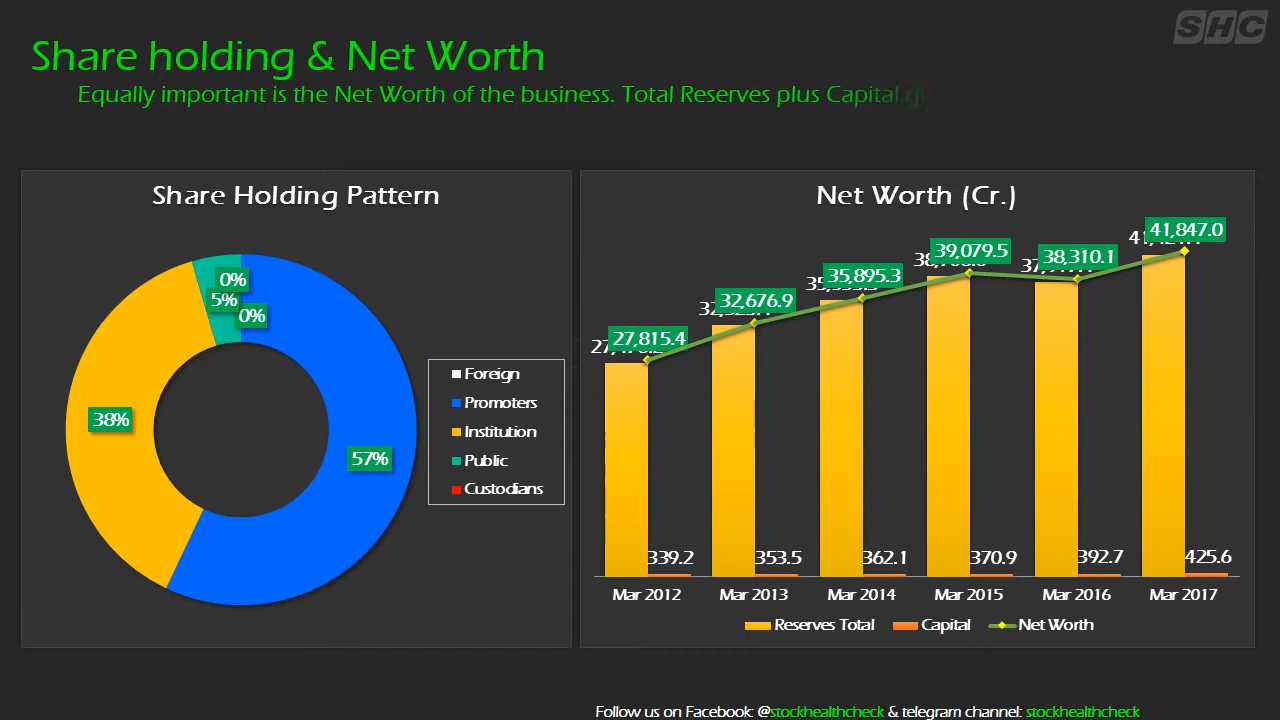 SHC
Share holding & Net Worth
Equally important is the Net Worth of the business. Total Reserves plus Capital
Share Holding Pattern
0%
5%
0%
38%
57%
Foreign
Promoters
Institution
Public
Custodians
Net Worth (Cr.)
41,847.0
39,079.5
38,310.1
35,895.3
32,676.9
27,815.4
339.2
353.5
362.1
370.9
392.7
425.6
Mar 2012
Mar 2013
Mar 2014
Mar 2015
Mar 2016
Mar 2017
Reserves Total
Capital
Net Worth
Follow us on Facebook: @stockhealthcheck & telegram channel: stockhealthcheck